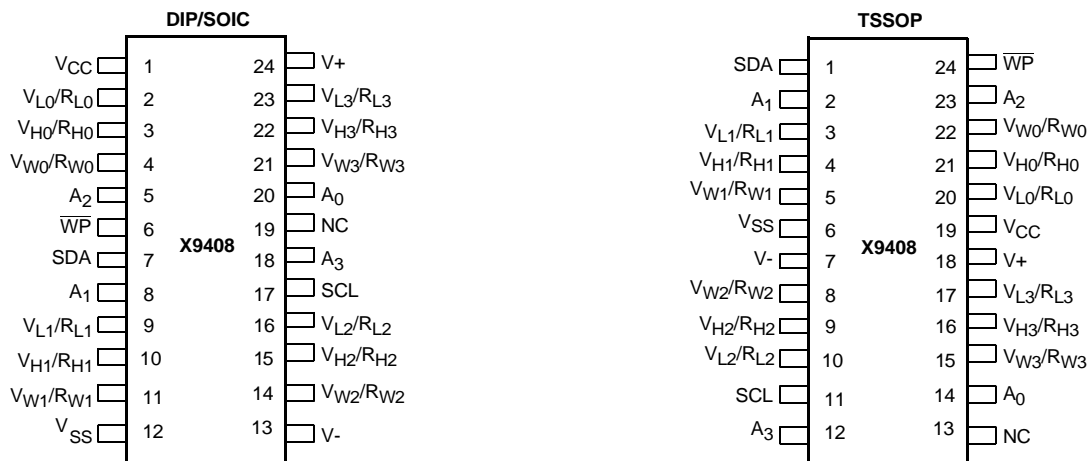 DIP/SOIC
VCC 1 24 V+
VL0/RL0 2 23 VL3/RL3
VH0/RH0 3 22 VH3/RH3
VW0/RW0 4 21 VW3/RW3
A2 5 20 A0
WP 6 19 NC
X9408
SDA 7 18 A3
A1 8 17 SCL
VL1/RL1 9 16 VL2/RL2
VH1/RH1 10 15 VH2/RH2
VW1/RW1 11 14 VW2/RW2
VSS 12 13 V-
TSSOP
SDA 1 24 WP
A1 2 23 A2
VL1/RL1 3 22 VW0/RW0
VH1/RH1 4 21 VH0/RH0
VW1/RW1 5 20 VL0/RL0
VSS 6 19 VCC
X9408
V- 7 18 V+
VW2/RW2 8 17 VL3/RL3
VH2/RH2 9 16 VH3/RH3
VL2/RL2 10 15 VW3/RW3
SCL 11 14 A0
A3 12 13 NC